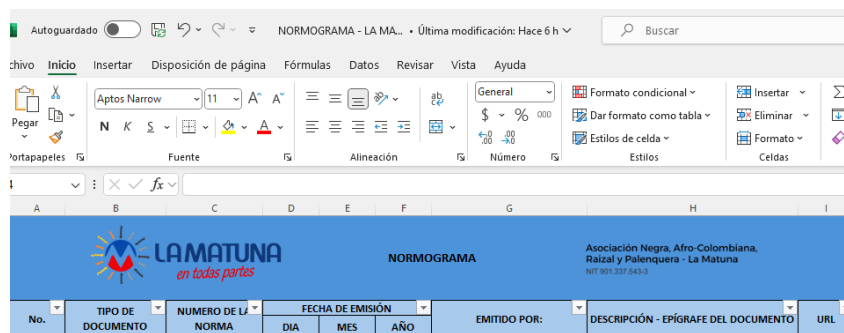 Autoguardado NORMOGRAMA - LA MA... • Última modificación: Hace 6 h Buscar
chivo Inicio Insertar Disposición de página Fórmulas Datos Revisar Vista Ayuda
Aptos Narrow 11 A^ A˅ ab General Formato condicional Insertar
Pegar N K S A $ % 000 Dar formato como tabla Eliminar
Estilos de celda Formato
Portapapeles Fuente Alineación Número Estilos Celdas
fx
A B C D E F G H I
LA MATUNA
en todas partes
NORMOGRAMA
Asociación Negra, Afro-Colombiana,
Raizal y Palenquera - La Matuna
NIT 901.337.543-3
No. TIPO DE DOCUMENTO NUMERO DE LA NORMA FECHA DE EMISIÓN EMITIDO POR: DESCRIPCIÓN - EPÍGRAFE DEL DOCUMENTO URL
DIA MES AÑO